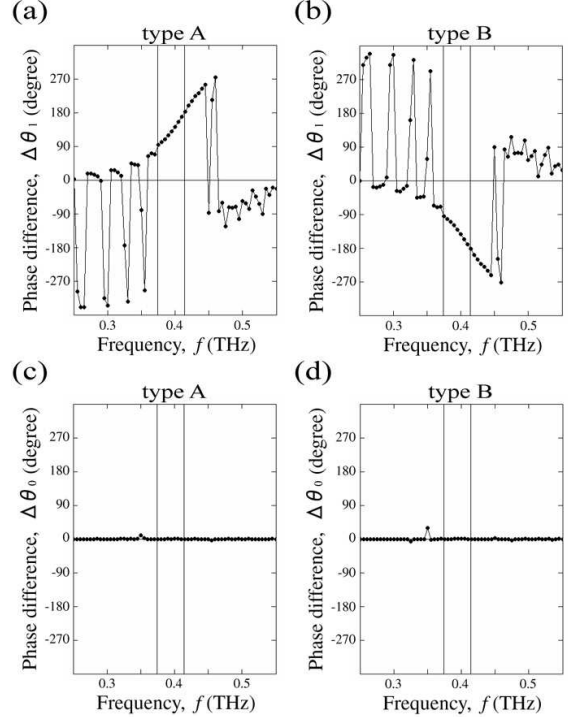 (a)
type A
Phase difference, Δθ₁ (degree)
270
180
90
0
-90
-180
-270
0.3
0.4
0.5
Frequency, f (THz)
(b)
type B
Phase difference, Δθ₁ (degree)
270
180
90
0
-90
-180
-270
0.3
0.4
0.5
Frequency, f (THz)
(c)
type A
Phase difference, Δθ₀ (degree)
270
180
90
0
-90
-180
-270
0.3
0.4
0.5
Frequency, f (THz)
(d)
type B
Phase difference, Δθ₀ (degree)
270
180
90
0
-90
-180
-270
0.3
0.4
0.5
Frequency, f (THz)